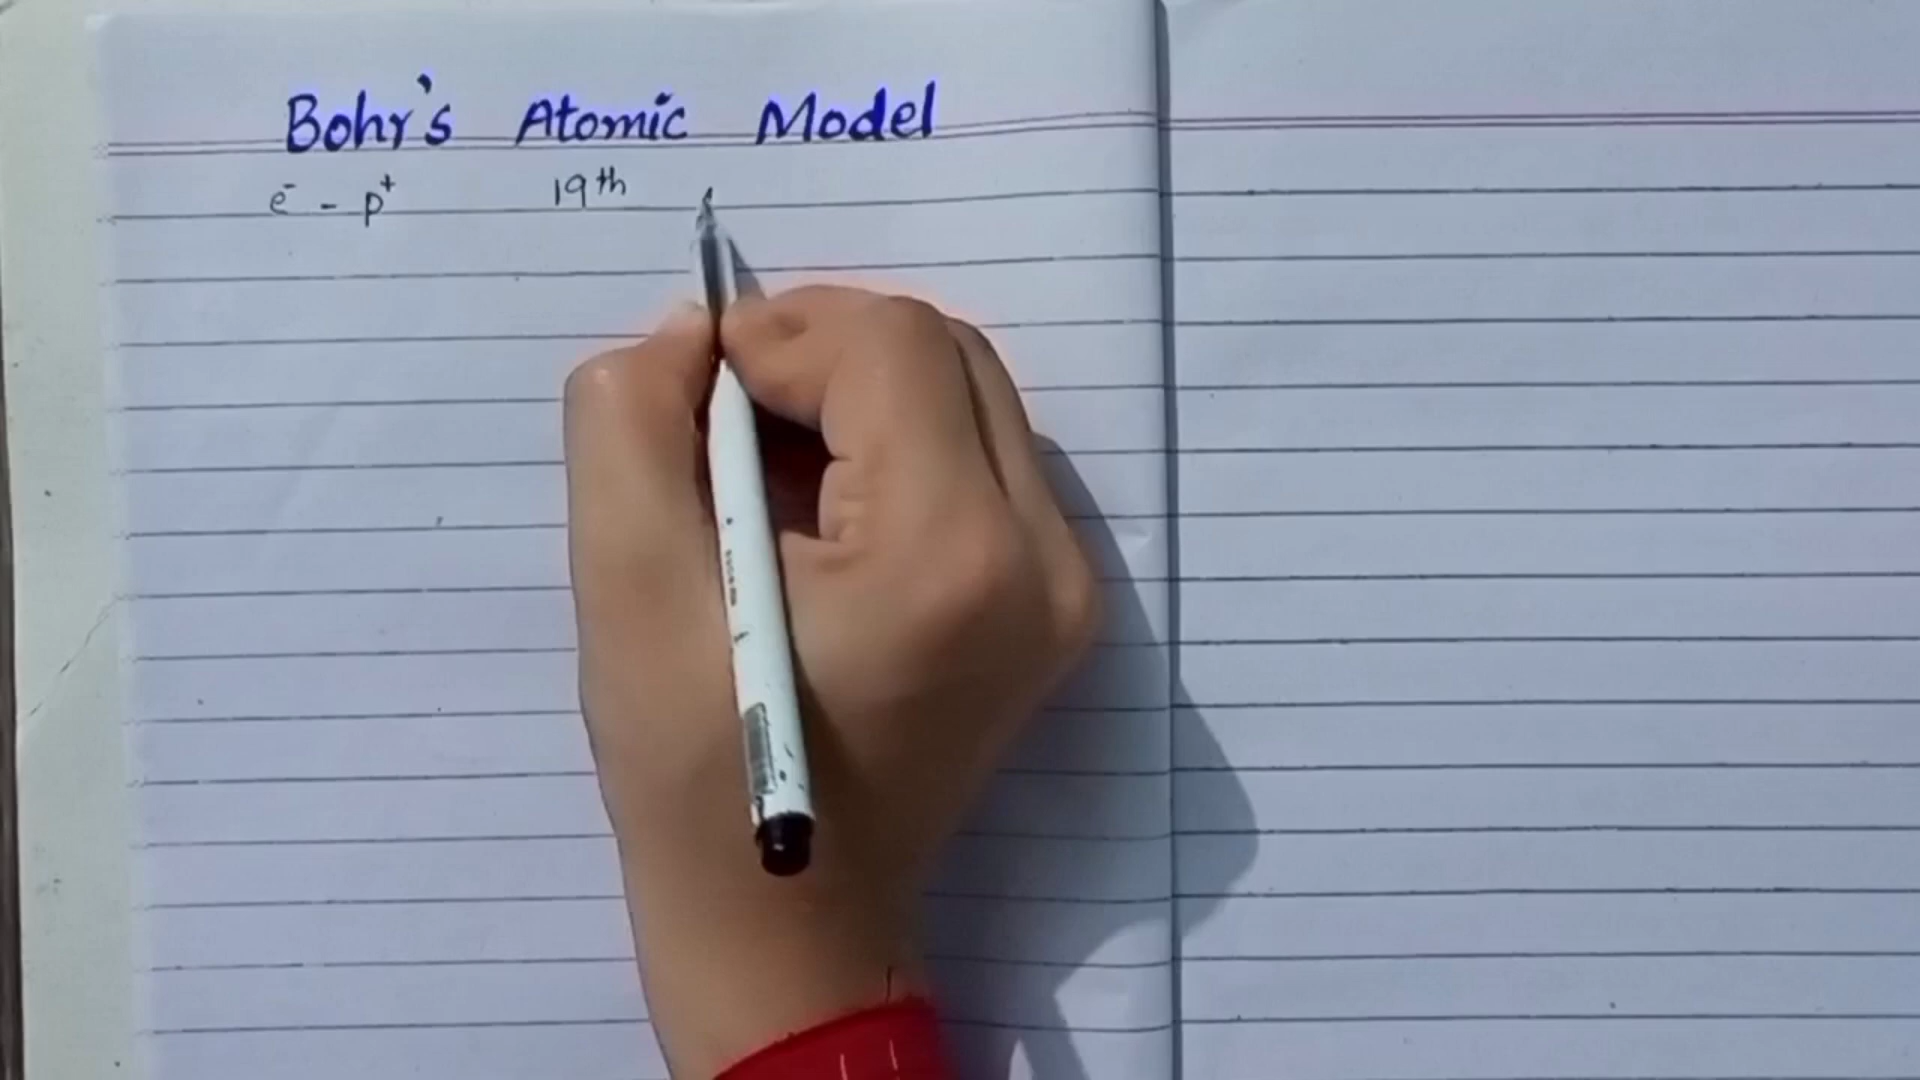 Bohr's Atomic Model
e⁻ - p⁺ 19th